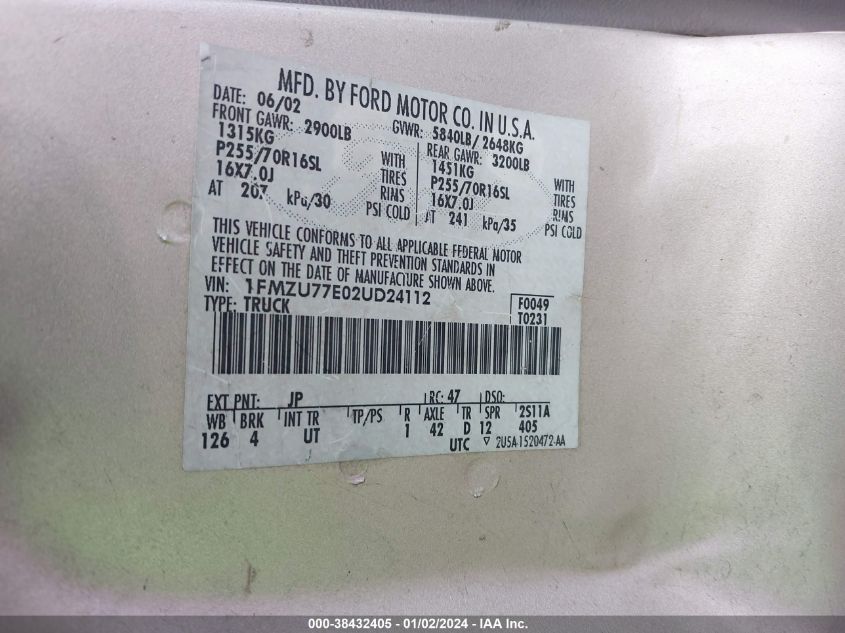 MFD. BY FORD MOTOR CO. IN U.S.A.
DATE: 06/02 GVWR: 5840LB/2648KG
FRONT GAWR: 2900LB REAR GAWR: 3200LB
1315KG WITH 1451KG WITH
P255/70R16SL TIRES P255/70R16SL TIRES
16X7.0J RIMS 16X7.0J RIMS
AT 207 kPa/30 PSI COLD AT 241 kPa/35 PSI COLD
THIS VEHICLE CONFORMS TO ALL APPLICABLE FEDERAL MOTOR
VEHICLE SAFETY AND THEFT PREVENTION STANDARDS IN
EFFECT ON THE DATE OF MANUFACTURE SHOWN ABOVE.
VIN: 1FMZU77E02UD24112 F0049
TYPE: TRUCK T0231
EXT PNT: JP RC: 47 DSO:
WB BRK INT TR TP/PS R AXLE TR SPR 2S11A
126 4 UT 1 42 D 12 405
UTC ▽ 2U5A-1520472-AA
000-38432405 - 01/02/2024 - IAA Inc.